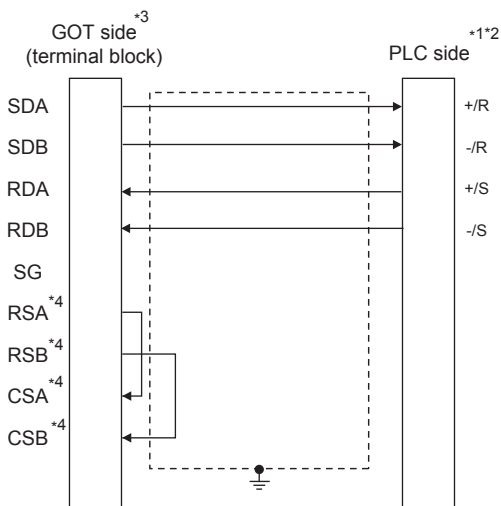 GOT side*3
(terminal block)
PLC side*1*2
SDA
+/R
SDB
-/R
RDA
+/S
RDB
-/S
SG
RSA*4
RSB*4
CSA*4
CSB*4